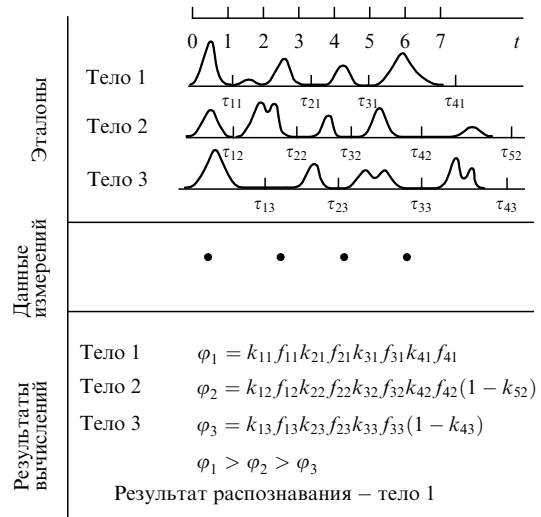 0 1 2 3 4 5 6 7 t
Эталоны
Тело 1
τ₁₁ τ₂₁ τ₃₁ τ₄₁
Тело 2
τ₁₂ τ₂₂ τ₃₂ τ₄₂ τ₅₂
Тело 3
τ₁₃ τ₂₃ τ₃₃ τ₄₃
Данные
измерений
Результаты
вычислений
Тело 1 φ₁ = k₁₁f₁₁k₂₁f₂₁k₃₁f₃₁k₄₁f₄₁
Тело 2 φ₂ = k₁₂f₁₂k₂₂f₂₂k₃₂f₃₂k₄₂f₄₂(1 − k₅₂)
Тело 3 φ₃ = k₁₃f₁₃k₂₃f₂₃k₃₃f₃₃(1 − k₄₃)
φ₁ > φ₂ > φ₃
Результат распознавания − тело 1